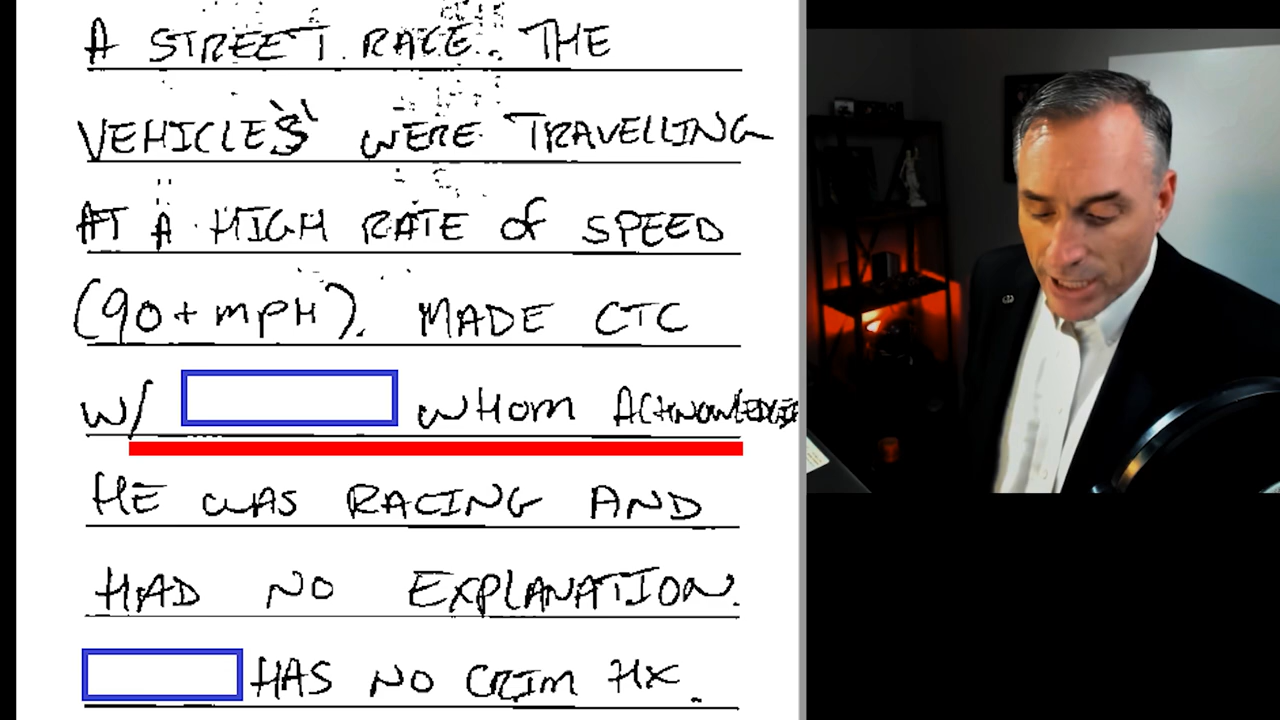 A STREET RACE. THE
VEHICLES WERE TRAVELLING
AT A HIGH RATE OF SPEED
(90+ MPH). MADE CTC
W/ WHOM ACKNOWLEDGED
HE WAS RACING AND
HAD NO EXPLANATION.
HAS NO CRIM HX.